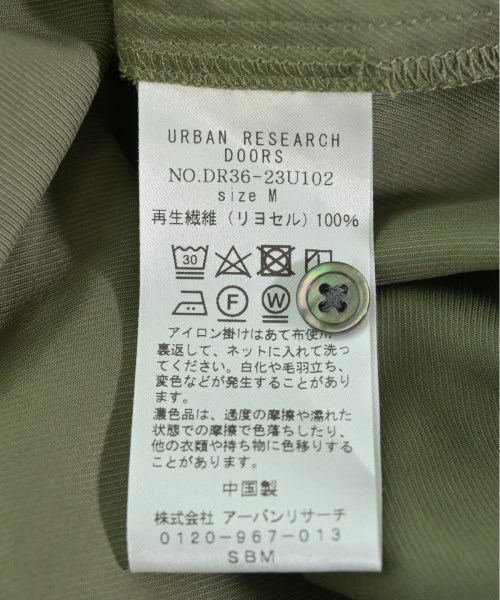 URBAN RESEARCH
DOORS
NO.DR36-23U102
size M
再生繊維 (リヨセル) 100%
30
F W
アイロン掛けはあて布使用
裏返して、ネットに入れて洗っ
てください。白化や毛羽立ち、
変色などが発生することがあり
ます。
濃色品は、過度の摩擦や濡れた
状態での摩擦で色落ちしたり、
他の衣類や持ち物に色移りする
ことがあります。
中国製
株式会社 アーバンリサーチ
0120-967-013
SBM